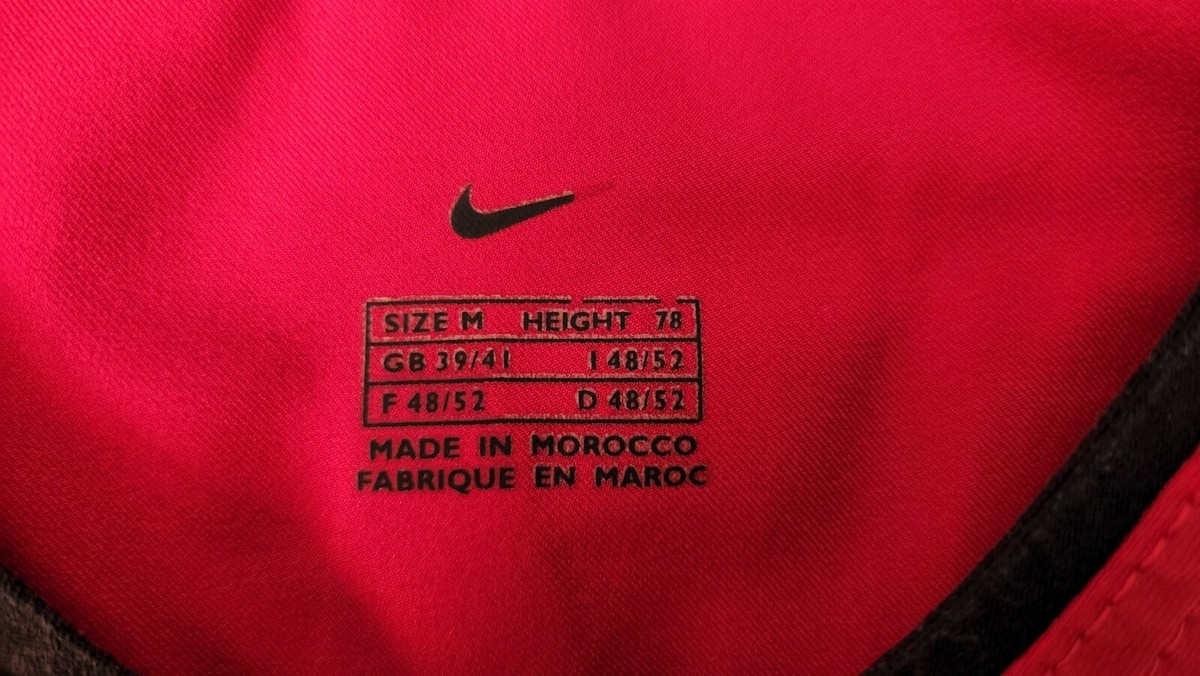 SIZE M HEIGHT 78
GB 39/41 I 48/52
F 48/52 D 48/52
MADE IN MOROCCO
FABRIQUE EN MAROC